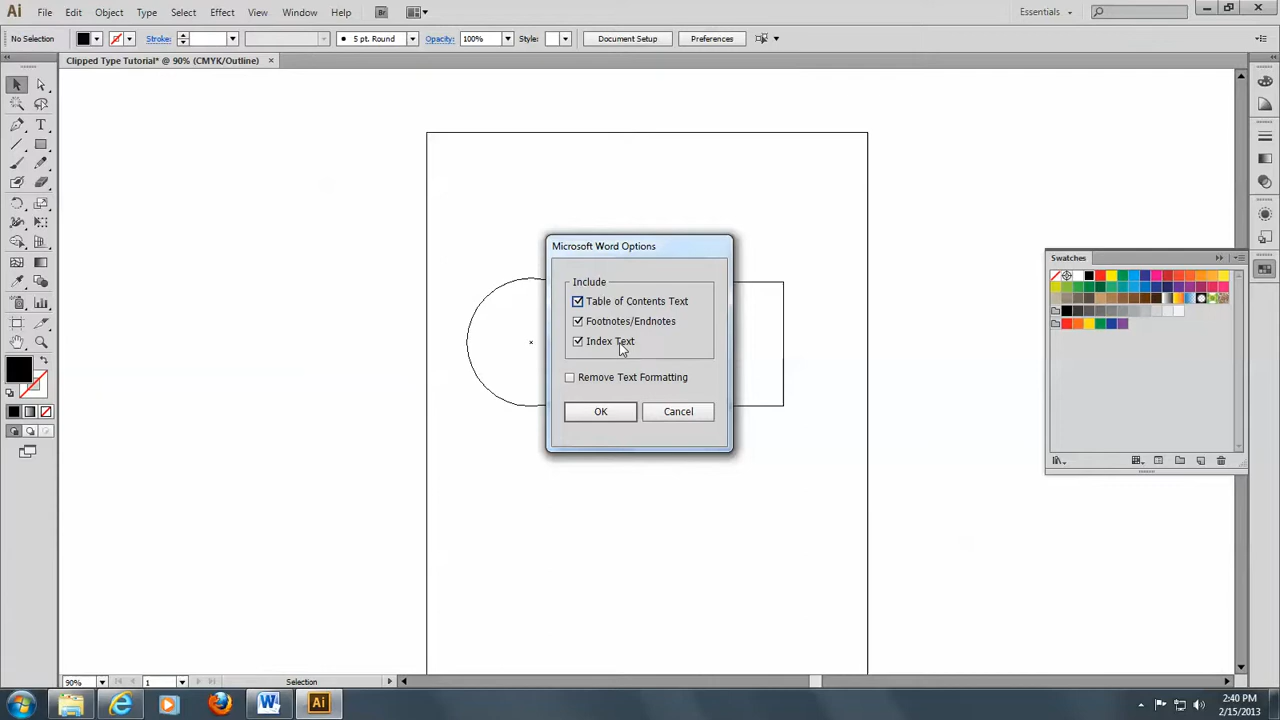 Ai File Edit Object Type Select Effect View Window Help Br Essentials
No Selection Stroke: 5 pt. Round Opacity: 100% Style: Document Setup Preferences
Clipped Type Tutorial* @ 90% (CMYK/Outline) ×
Microsoft Word Options
Include
Table of Contents Text
Footnotes/Endnotes
Index Text
Remove Text Formatting
OK Cancel
Swatches
T
90% 1 Selection
W Ai
2:40 PM
2/15/2013